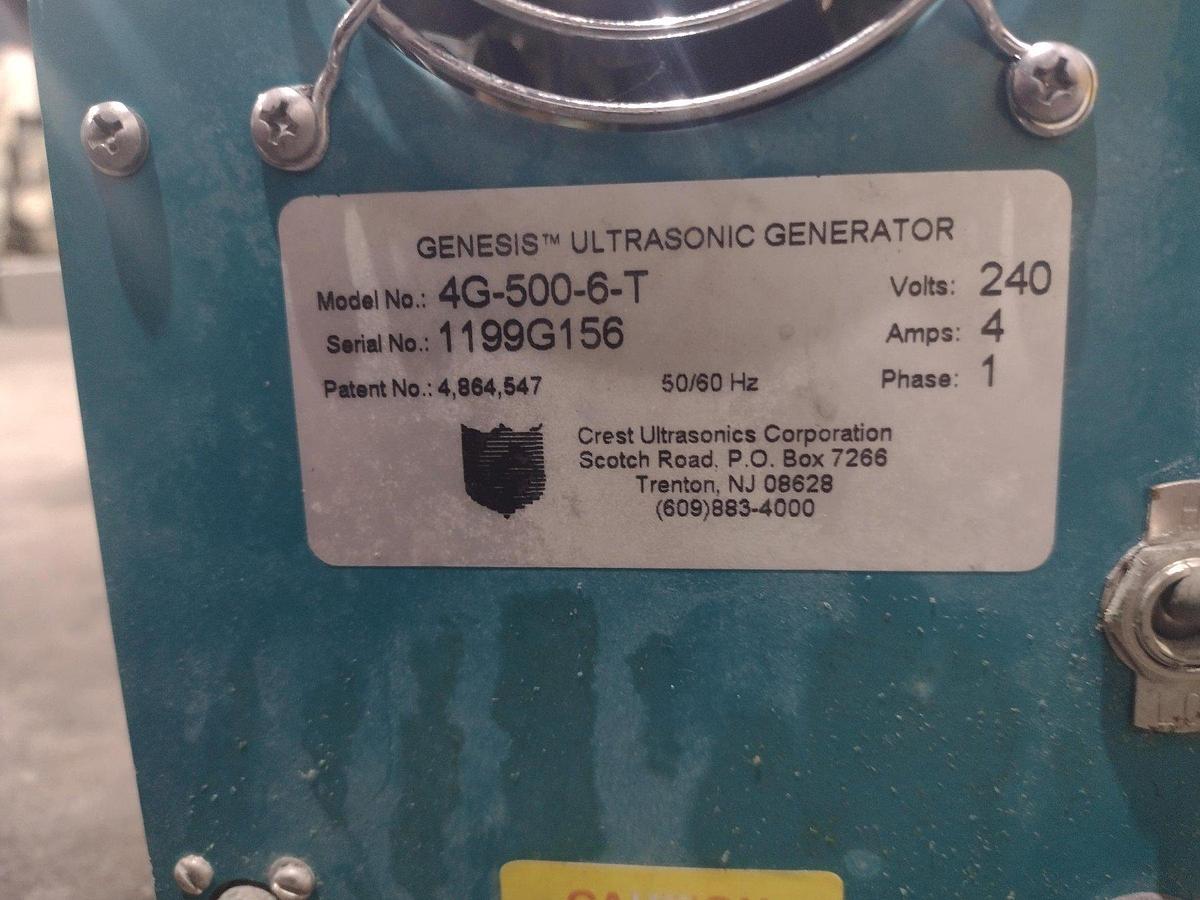 GENESIS™ ULTRASONIC GENERATOR
Model No.: 4G-500-6-T Volts: 240
Serial No.: 1199G156 Amps: 4
Patent No.: 4,864,547 50/60 Hz Phase: 1
Crest Ultrasonics Corporation
Scotch Road, P.O. Box 7266
Trenton, NJ 08628
(609)883-4000
CAUTION